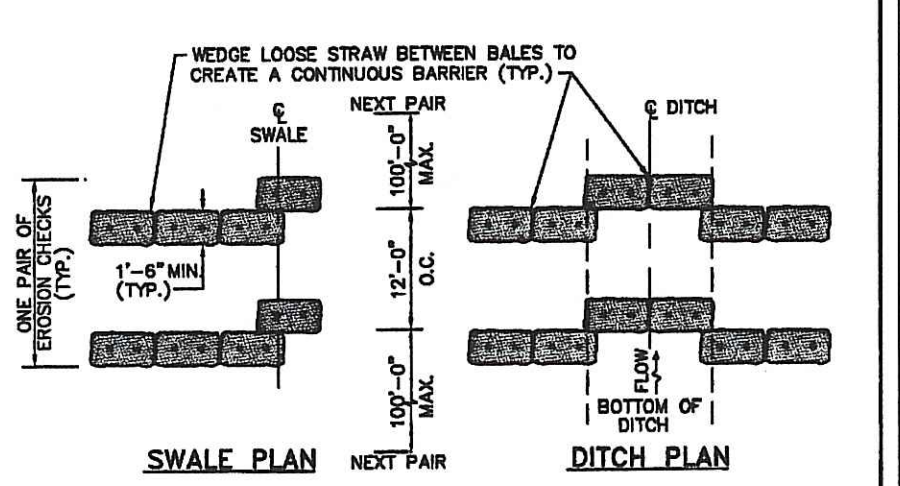 WEDGE LOOSE STRAW BETWEEN BALES TO
CREATE A CONTINUOUS BARRIER (TYP.)
NEXT PAIR
℄
SWALE
℄ DITCH
100'-0"
MAX.
ONE PAIR OF
EROSION CHECKS
(TYP.)
1'-6" MIN.
(TYP.)
12'-0"
O.C.
100'-0"
MAX.
FLOW
BOTTOM OF
DITCH
SWALE PLAN
NEXT PAIR
DITCH PLAN